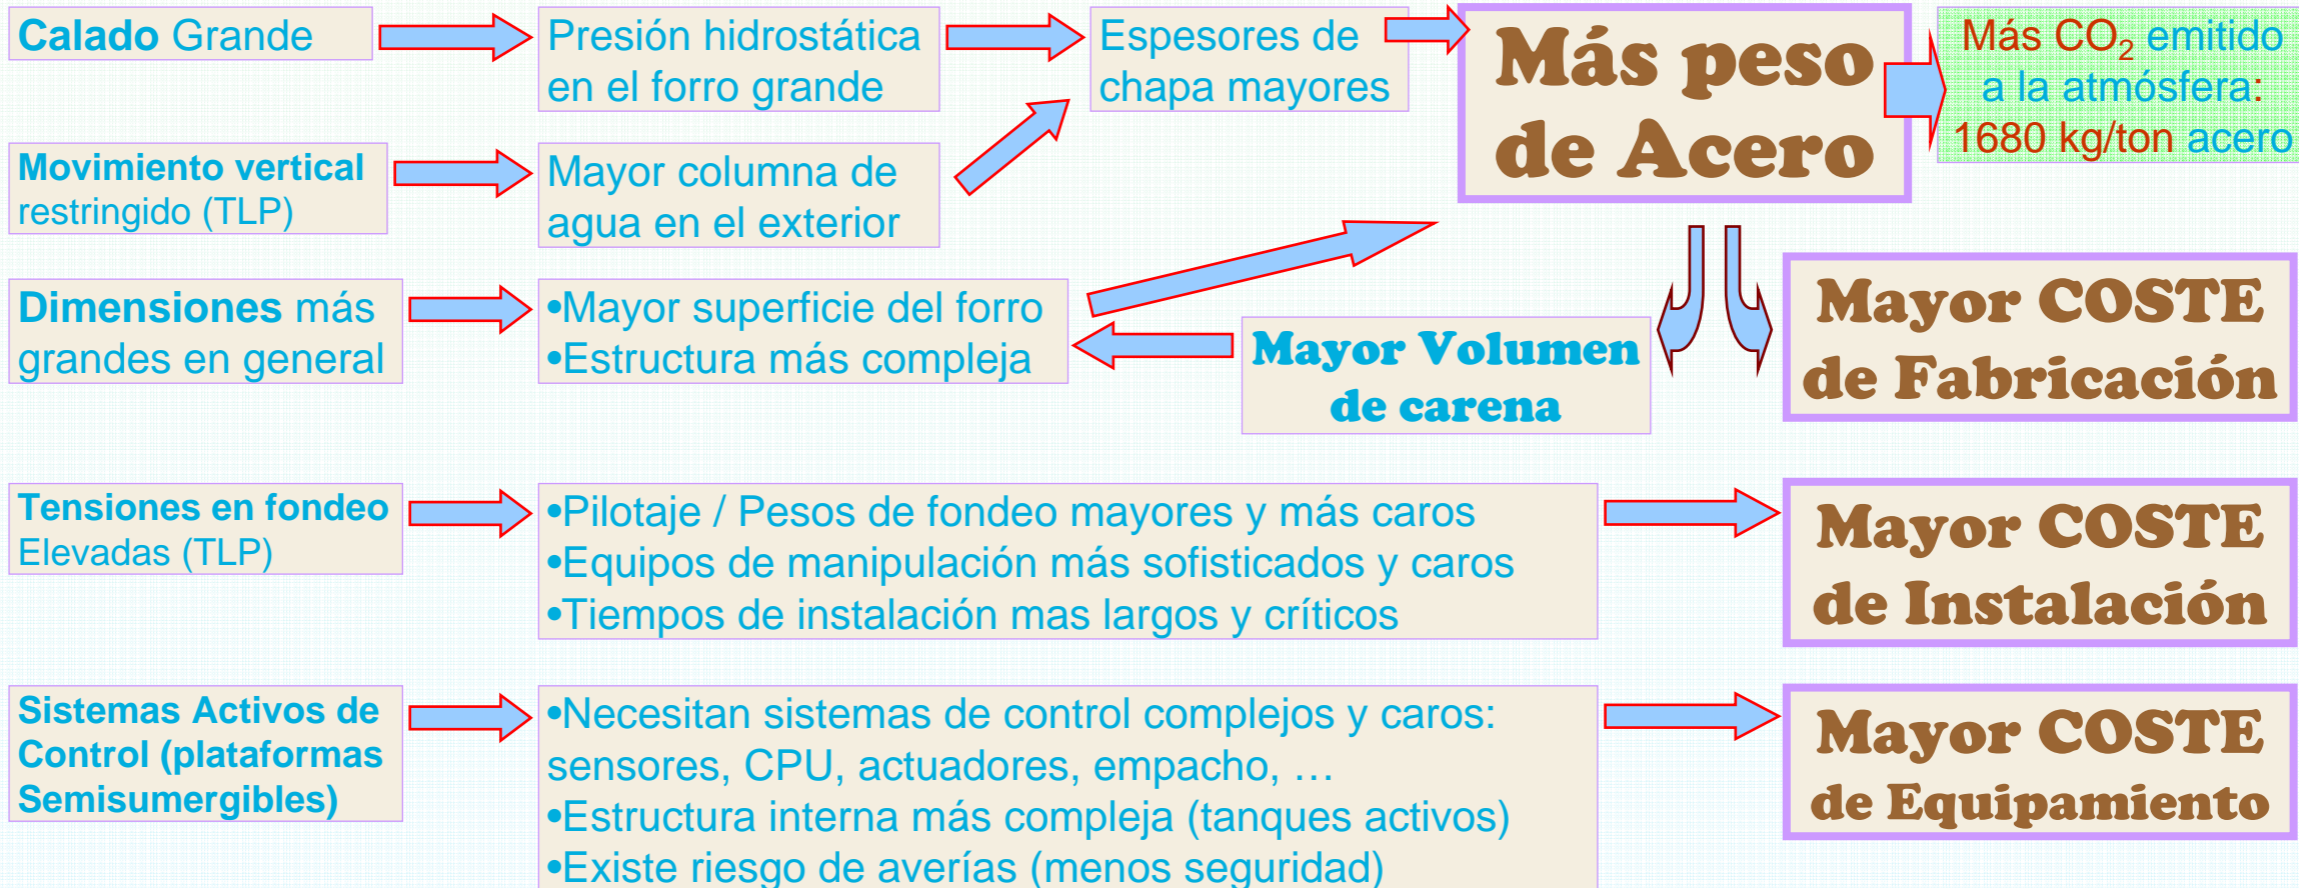 Calado Grande
Presión hidrostática
en el forro grande
Espesores de
chapa mayores
Más peso
de Acero
Más CO₂ emitido
a la atmósfera:
1680 kg/ton acero
Movimiento vertical
restringido (TLP)
Mayor columna de
agua en el exterior
Dimensiones más
grandes en general
•Mayor superficie del forro
•Estructura más compleja
Mayor Volumen
de carena
Mayor COSTE
de Fabricación
Tensiones en fondeo
Elevadas (TLP)
•Pilotaje / Pesos de fondeo mayores y más caros
•Equipos de manipulación más sofisticados y caros
•Tiempos de instalación mas largos y críticos
Mayor COSTE
de Instalación
Sistemas Activos de
Control (plataformas
Semisumergibles)
•Necesitan sistemas de control complejos y caros:
sensores, CPU, actuadores, empacho, …
•Estructura interna más compleja (tanques activos)
•Existe riesgo de averías (menos seguridad)
Mayor COSTE
de Equipamiento